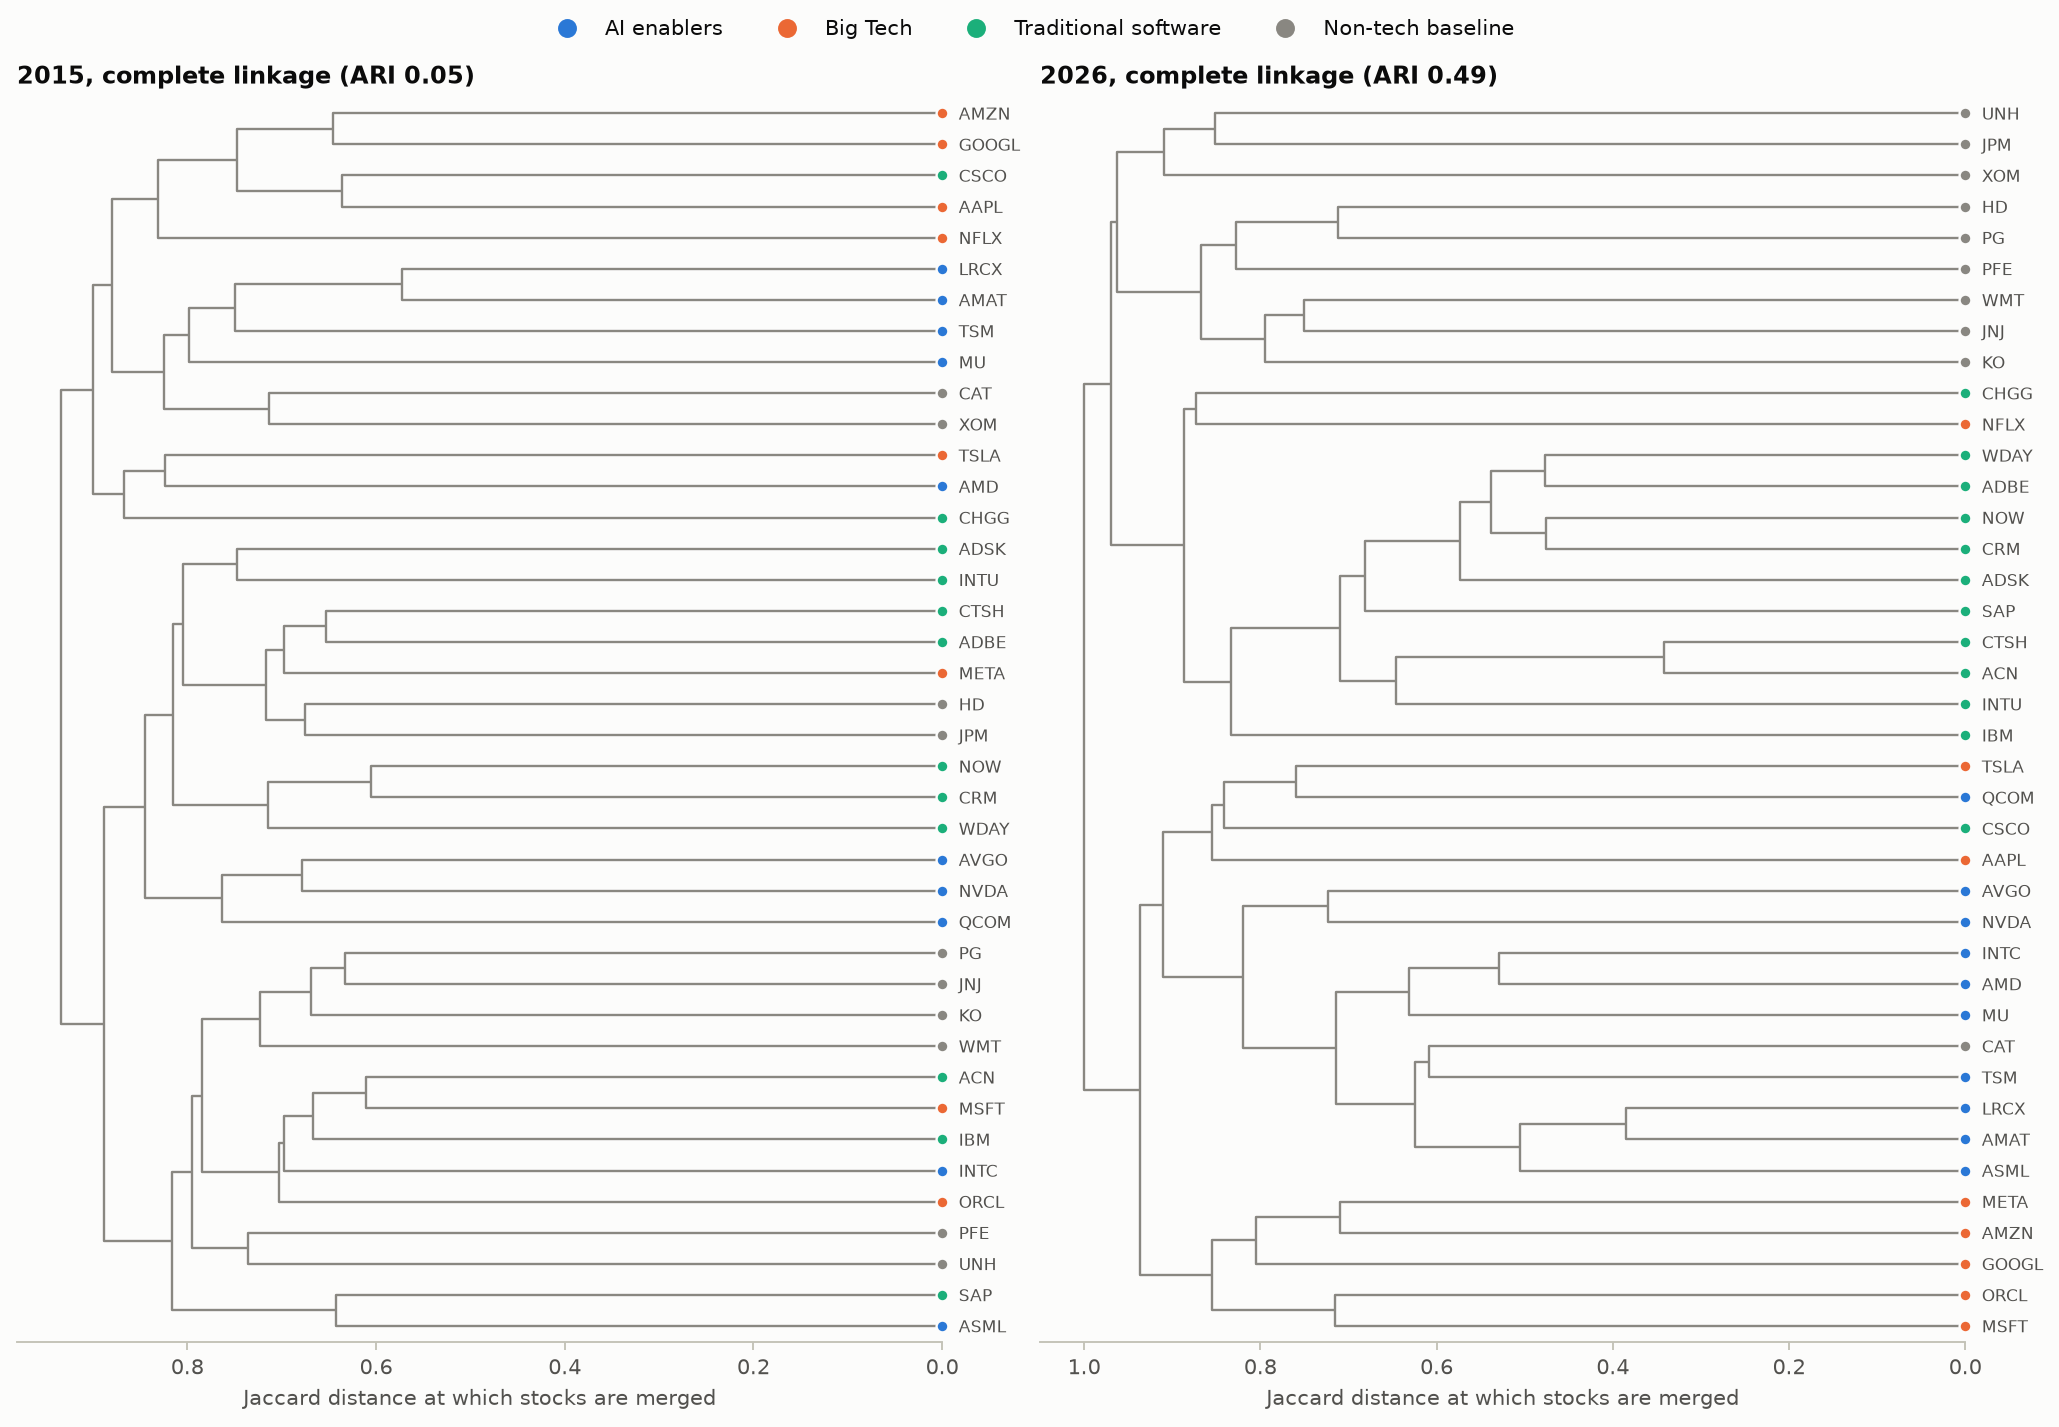 AI enablers
Big Tech
Traditional software
Non-tech baseline
2015, complete linkage (ARI 0.05)
AMZN
GOOGL
CSCO
AAPL
NFLX
LRCX
AMAT
TSM
MU
CAT
XOM
TSLA
AMD
CHGG
ADSK
INTU
CTSH
ADBE
META
HD
JPM
NOW
CRM
WDAY
AVGO
NVDA
QCOM
PG
JNJ
KO
WMT
ACN
MSFT
IBM
INTC
ORCL
PFE
UNH
SAP
ASML
0.8 0.6 0.4 0.2 0.0
Jaccard distance at which stocks are merged
2026, complete linkage (ARI 0.49)
UNH
JPM
XOM
HD
PG
PFE
WMT
JNJ
KO
CHGG
NFLX
WDAY
ADBE
NOW
CRM
ADSK
SAP
CTSH
ACN
INTU
IBM
TSLA
QCOM
CSCO
AAPL
AVGO
NVDA
INTC
AMD
MU
CAT
TSM
LRCX
AMAT
ASML
META
AMZN
GOOGL
ORCL
MSFT
1.0 0.8 0.6 0.4 0.2 0.0
Jaccard distance at which stocks are merged